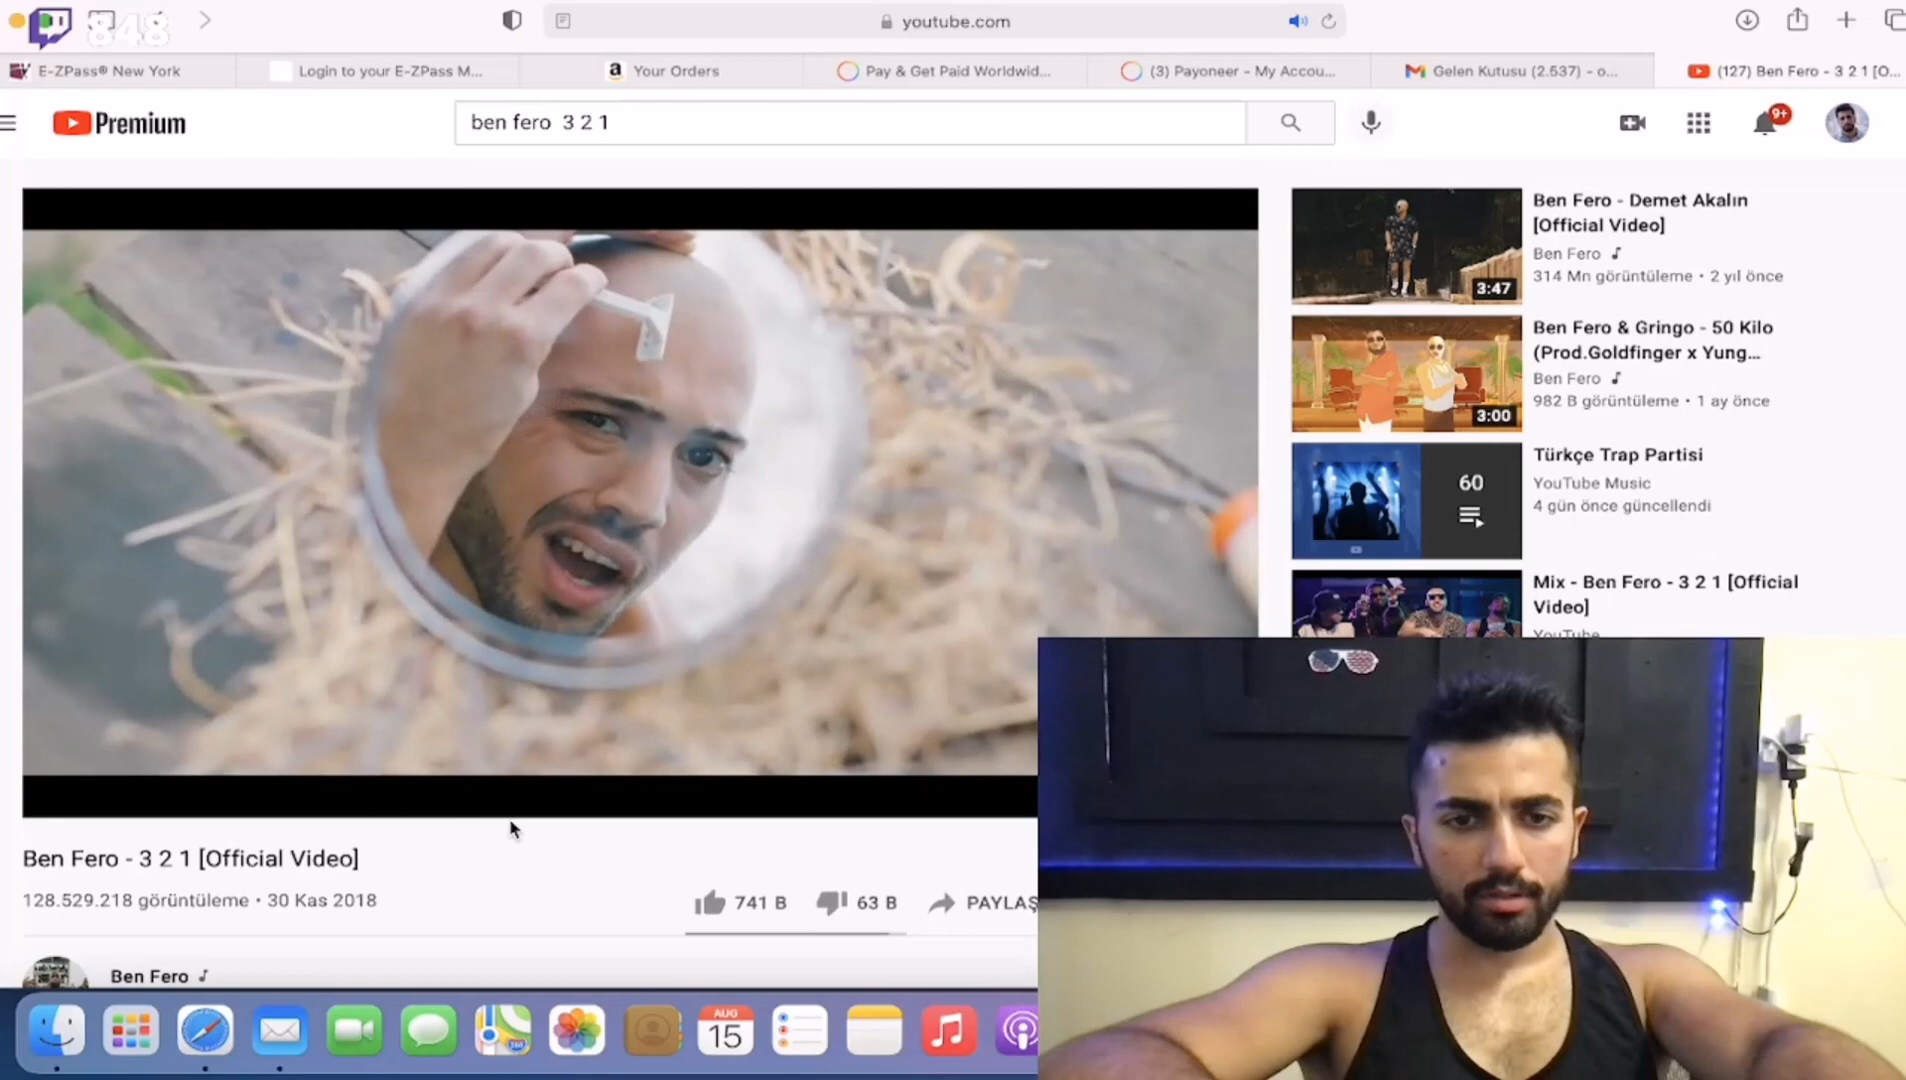 848
youtube.com
E-ZPass® New York
Login to your E-ZPass M...
Your Orders
Pay & Get Paid Worldwid...
(3) Payoneer - My Accou...
Gelen Kutusu (2.537) - o...
(127) Ben Fero - 3 2 1 [O...
Premium
ben fero 3 2 1
9+
Ben Fero - Demet Akalın
[Official Video]
Ben Fero
314 Mn görüntüleme • 2 yıl önce
3:47
Ben Fero & Gringo - 50 Kilo
(Prod.Goldfinger x Yung...
Ben Fero
982 B görüntüleme • 1 ay önce
3:00
Türkçe Trap Partisi
YouTube Music
4 gün önce güncellendi
60
Mix - Ben Fero - 3 2 1 [Official
Video]
YouTube
Ben Fero - 3 2 1 [Official Video]
128.529.218 görüntüleme • 30 Kas 2018
741 B
63 B
PAYLAŞ
Ben Fero
AUG
15